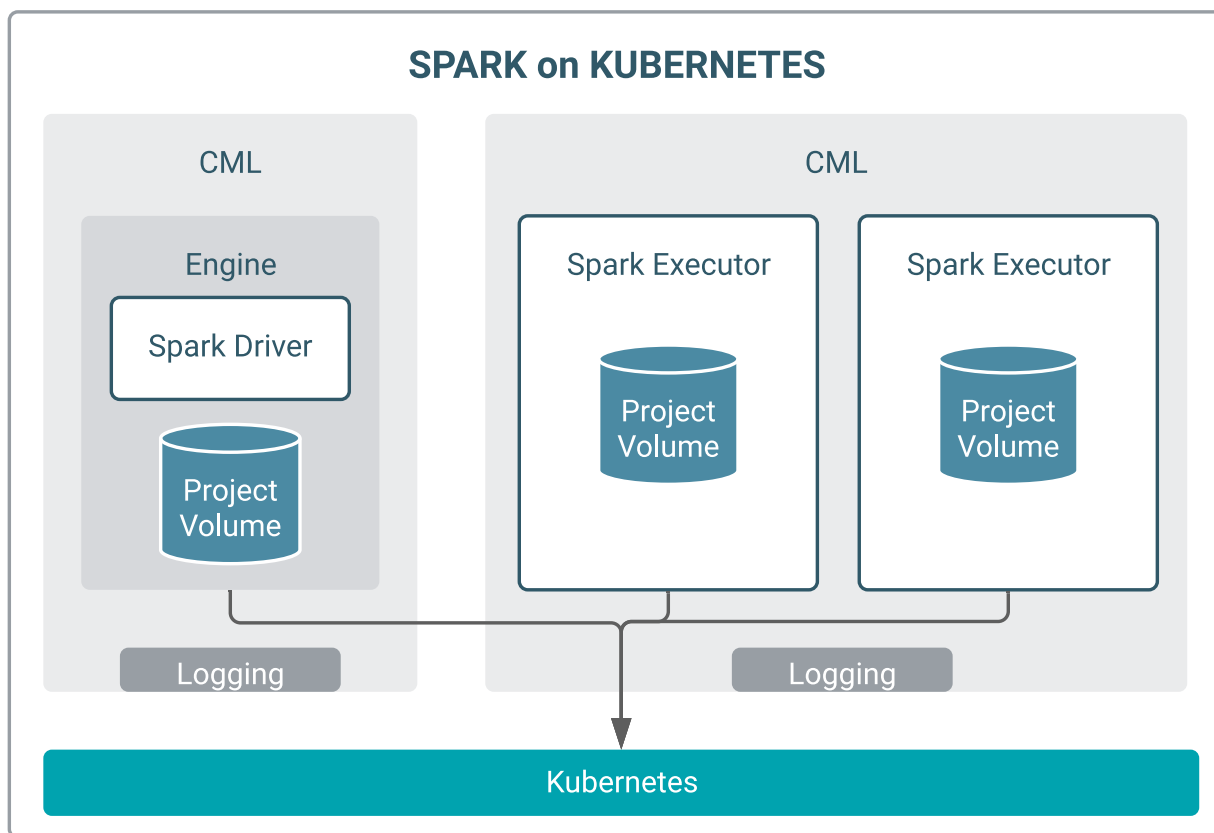 SPARK on KUBERNETES
CML
Engine
Spark Driver
Project
Volume
Logging
CML
Spark Executor
Project
Volume
Spark Executor
Project
Volume
Logging
Kubernetes